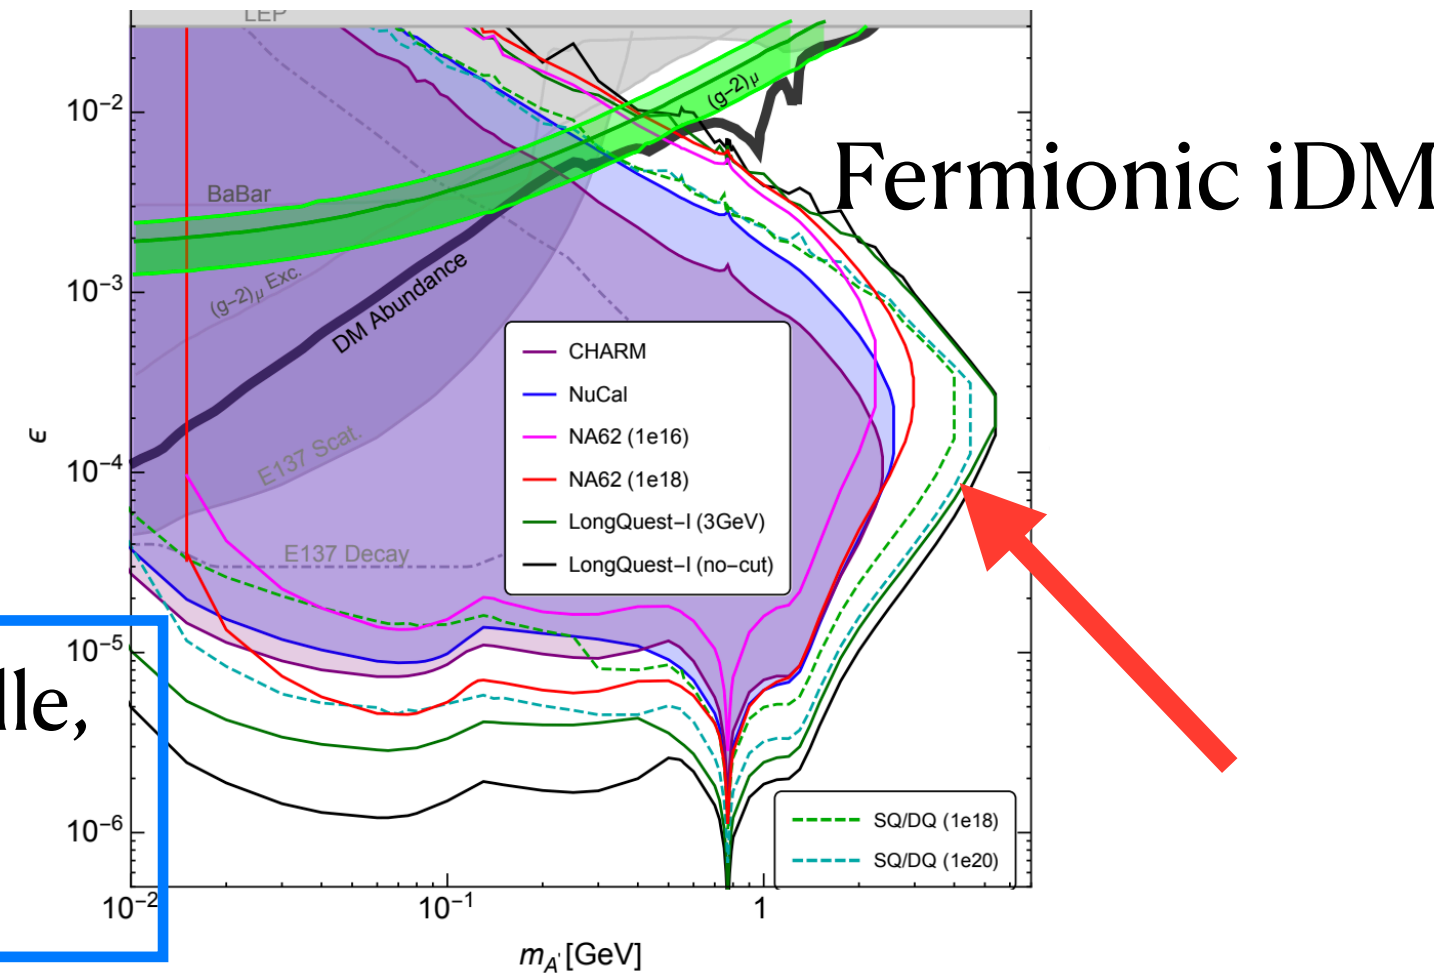 LEP
10⁻²
(g−2)μ
Fermionic iDM
BaBar
(g−2)μ Exc.
DM Abundance
10⁻³
CHARM
NuCal
NA62 (1e16)
NA62 (1e18)
LongQuest−I (3GeV)
LongQuest−I (no−cut)
ϵ
E137 Scat.
10⁻⁴
E137 Decay
10⁻⁵
lle,
10⁻⁶
SQ/DQ (1e18)
SQ/DQ (1e20)
10⁻² 10⁻¹ 1
m_A' [GeV]